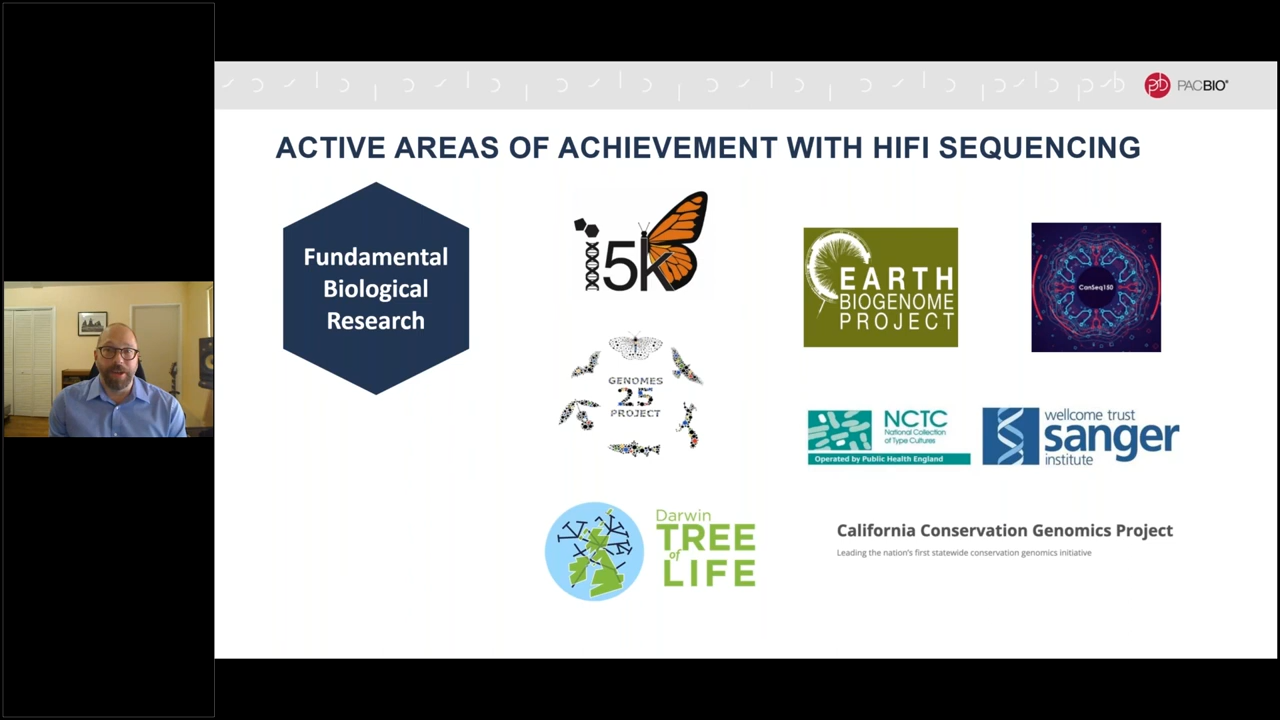 PACBIO®
ACTIVE AREAS OF ACHIEVEMENT WITH HIFI SEQUENCING
Fundamental
Biological
Research
i5k
EARTH
BIOGENOME
PROJECT
CanSeq150
GENOMES
25
PROJECT
NCTC
National Collection
of Type Cultures
Operated by Public Health England
wellcome trust
sanger
institute
Darwin
TREE
of
LIFE
California Conservation Genomics Project
Leading the nation's first statewide conservation genomics initiative